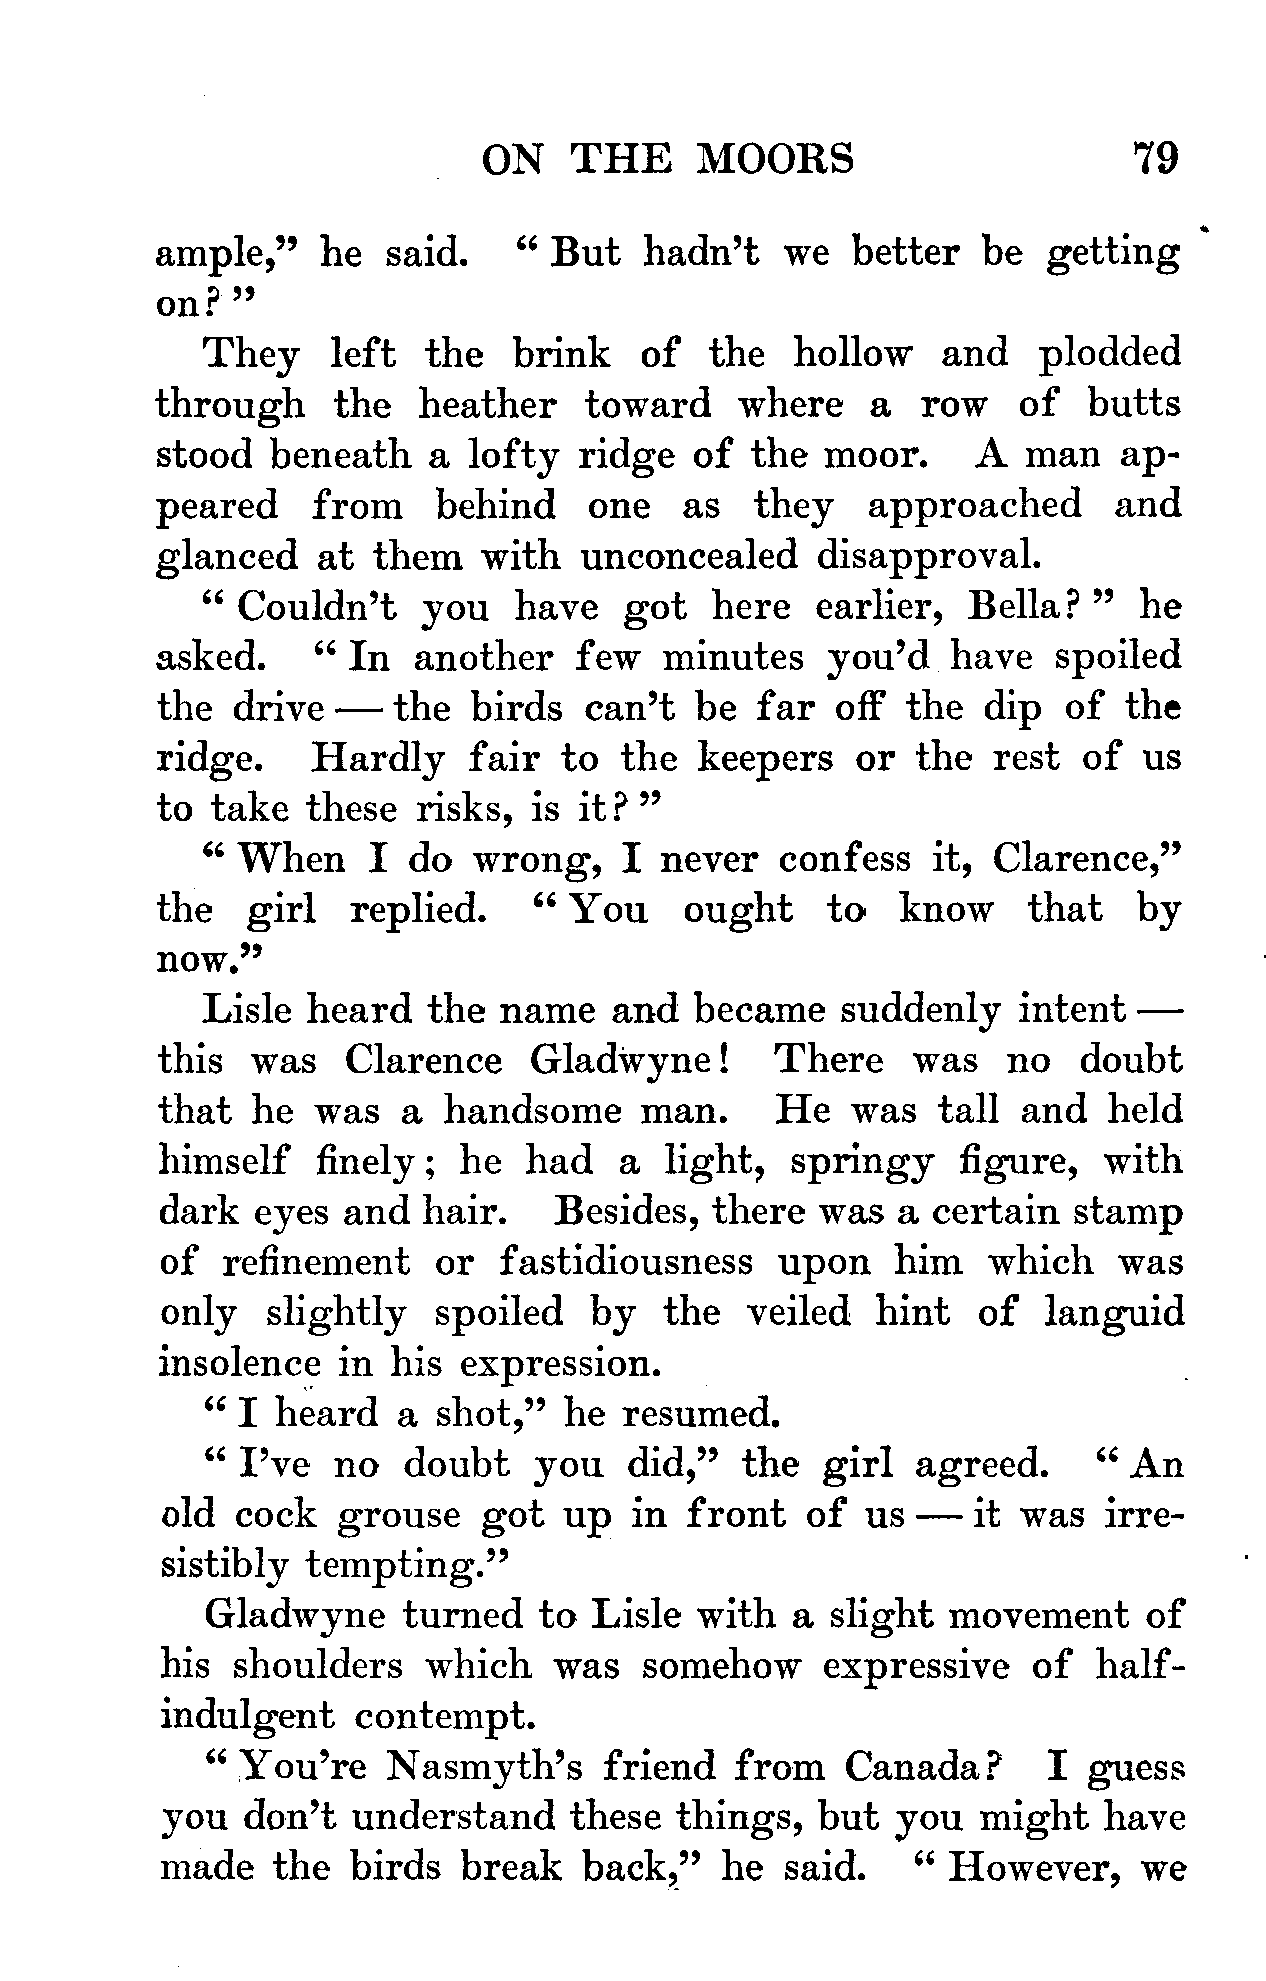 ON THE MOORS 79
ample,” he said. “ But hadn’t we better be getting
on? ”
They left the brink of the hollow and plodded
through the heather toward where a row of butts
stood beneath a lofty ridge of the moor. A man ap-
peared from behind one as they approached and
glanced at them with unconcealed disapproval.
“ Couldn’t you have got here earlier, Bella? ” he
asked. “ In another few minutes you’d have spoiled
the drive — the birds can’t be far off the dip of the
ridge. Hardly fair to the keepers or the rest of us
to take these risks, is it? ”
“ When I do wrong, I never confess it, Clarence,”
the girl replied. “ You ought to know that by
now.”
Lisle heard the name and became suddenly intent —
this was Clarence Gladwyne! There was no doubt
that he was a handsome man. He was tall and held
himself finely; he had a light, springy figure, with
dark eyes and hair. Besides, there was a certain stamp
of refinement or fastidiousness upon him which was
only slightly spoiled by the veiled hint of languid
insolence in his expression.
“ I heard a shot,” he resumed.
“ I’ve no doubt you did,” the girl agreed. “ An
old cock grouse got up in front of us — it was irre-
sistibly tempting.”
Gladwyne turned to Lisle with a slight movement of
his shoulders which was somehow expressive of half-
indulgent contempt.
“ You’re Nasmyth’s friend from Canada? I guess
you don’t understand these things, but you might have
made the birds break back,” he said. “ However, we